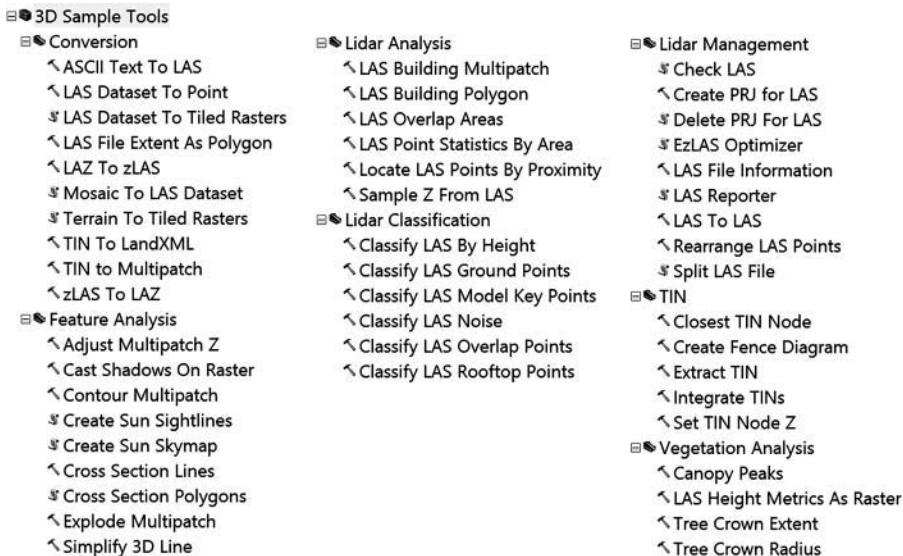 3D Sample Tools
Conversion
ASCII Text To LAS
LAS Dataset To Point
LAS Dataset To Tiled Rasters
LAS File Extent As Polygon
LAZ To zLAS
Mosaic To LAS Dataset
Terrain To Tiled Rasters
TIN To LandXML
TIN to Multipatch
zLAS To LAZ
Feature Analysis
Adjust Multipatch Z
Cast Shadows On Raster
Contour Multipatch
Create Sun Sightlines
Create Sun Skymap
Cross Section Lines
Cross Section Polygons
Explode Multipatch
Simplify 3D Line
Lidar Analysis
LAS Building Multipatch
LAS Building Polygon
LAS Overlap Areas
LAS Point Statistics By Area
Locate LAS Points By Proximity
Sample Z From LAS
Lidar Classification
Classify LAS By Height
Classify LAS Ground Points
Classify LAS Model Key Points
Classify LAS Noise
Classify LAS Overlap Points
Classify LAS Rooftop Points
Lidar Management
Check LAS
Create PRJ for LAS
Delete PRJ For LAS
EzLAS Optimizer
LAS File Information
LAS Reporter
LAS To LAS
Rearrange LAS Points
Split LAS File
TIN
Closest TIN Node
Create Fence Diagram
Extract TIN
Integrate TINs
Set TIN Node Z
Vegetation Analysis
Canopy Peaks
LAS Height Metrics As Raster
Tree Crown Extent
Tree Crown Radius